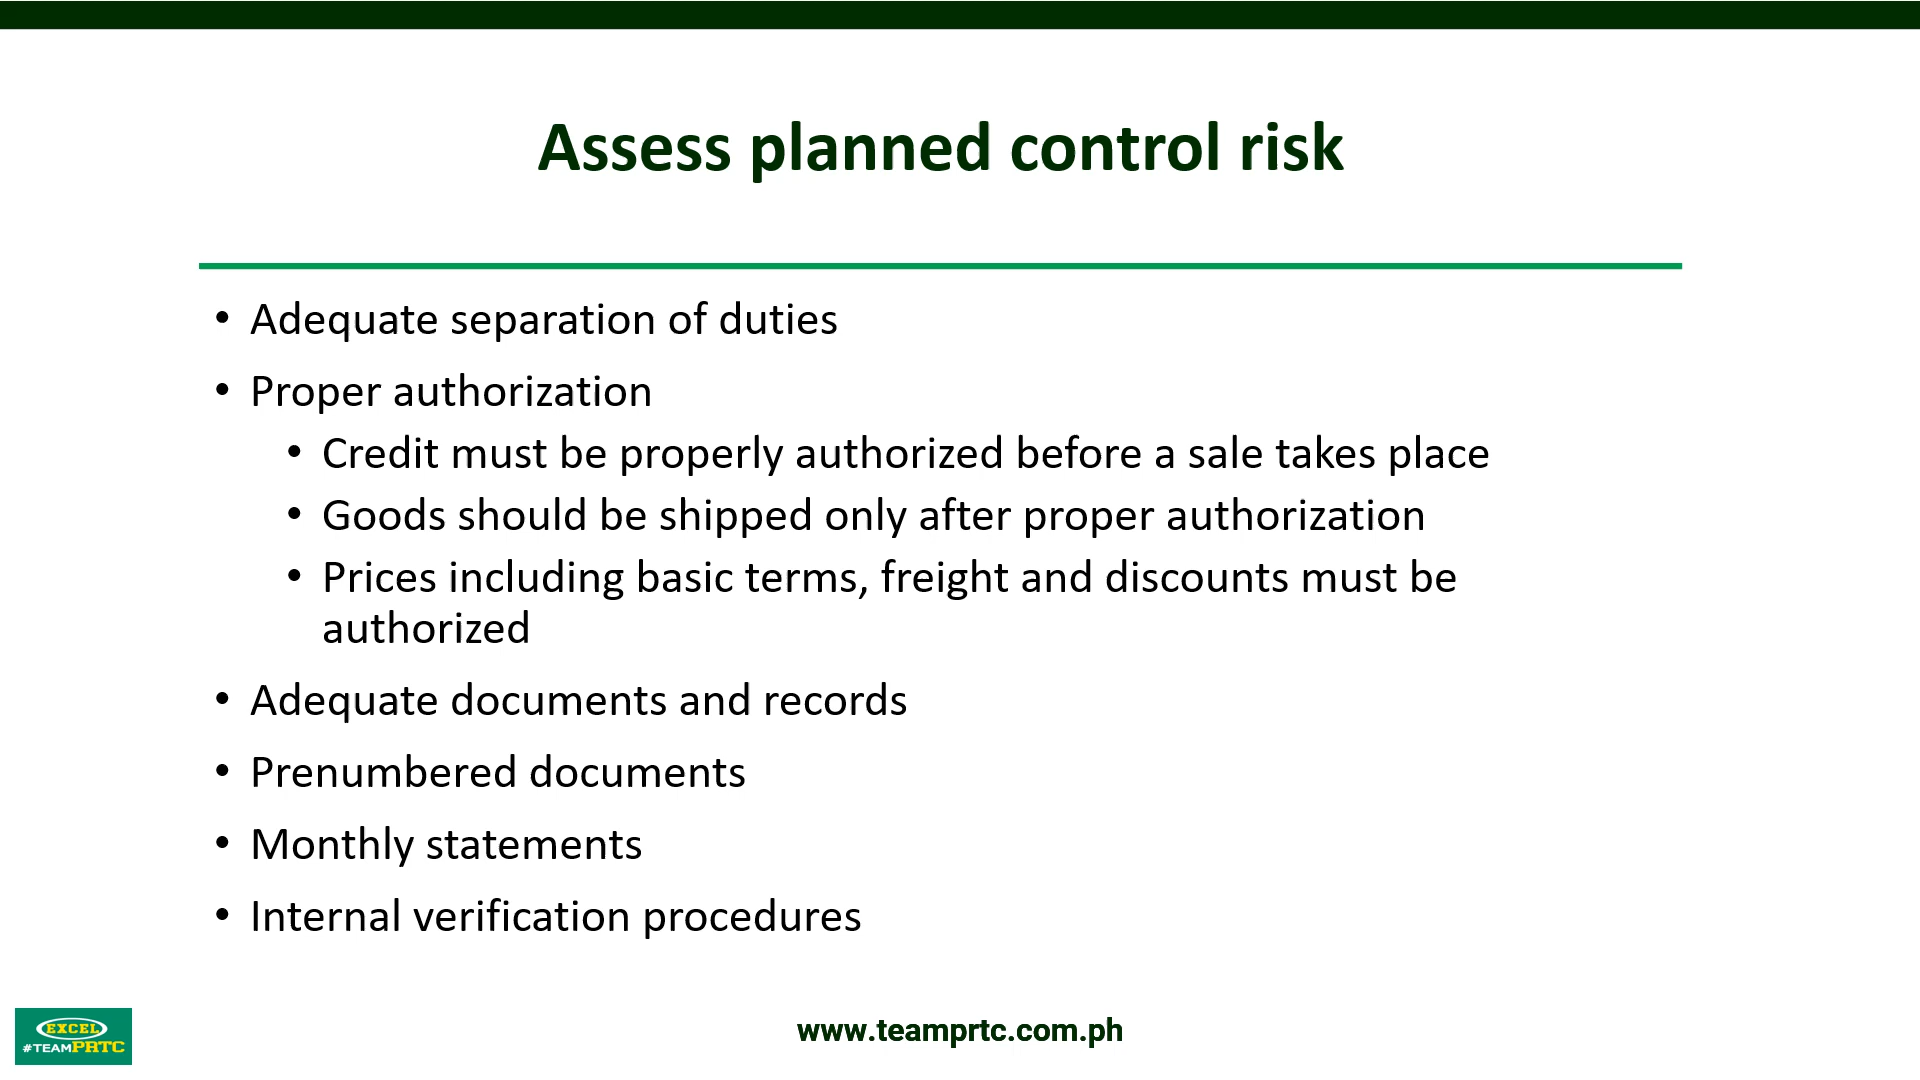 Assess planned control risk
• Adequate separation of duties
• Proper authorization
• Credit must be properly authorized before a sale takes place
• Goods should be shipped only after proper authorization
• Prices including basic terms, freight and discounts must be
authorized
• Adequate documents and records
• Prenumbered documents
• Monthly statements
• Internal verification procedures
EXCEL
#TEAMPRTC
www.teamprtc.com.ph